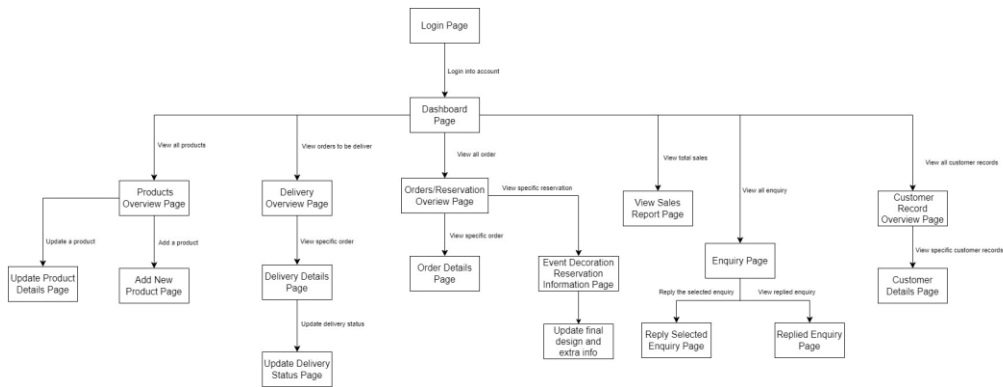 Login Page
Login into account
Dashboard
Page
View all products
View orders to be deliver
View all order
View total sales
View all enquiry
View all customer records
Products
Overview Page
Delivery
Overview Page
Orders/Reservation
Overiew Page
View specific reservation
View Sales
Report Page
Customer
Record
Overview Page
Update a product
Add a product
View specific order
View specific order
View specific customer records
Update Product
Details Page
Add New
Product Page
Delivery Details
Page
Order Details
Page
Event Decoration
Reservation
Information Page
Enquiry Page
Customer
Details Page
Update delivery status
Reply the selected enquiry
View replied enquiry
Update Delivery
Status Page
Update final
design and
extra info
Reply Selected
Enquiry Page
Replied Enquiry
Page